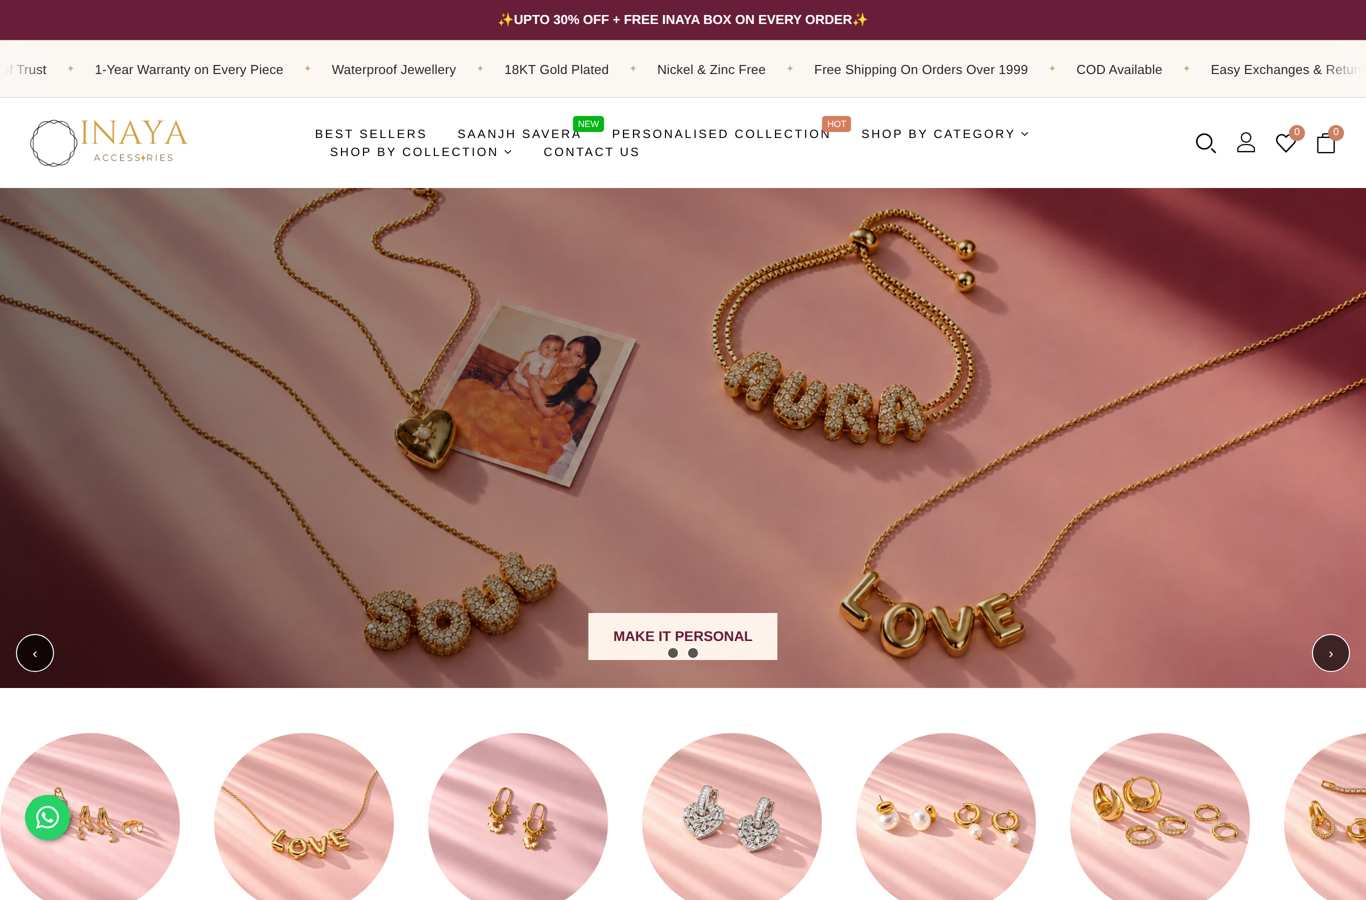 ✨UPTO 30% OFF + FREE INAYA BOX ON EVERY ORDER✨
of Trust ✦ 1-Year Warranty on Every Piece ✦ Waterproof Jewellery ✦ 18KT Gold Plated ✦ Nickel & Zinc Free ✦ Free Shipping On Orders Over 1999 ✦ COD Available ✦ Easy Exchanges & Retur
INAYA
ACCESSORIES
BEST SELLERS SAANJH SAVERA NEW PERSONALISED COLLECTION HOT SHOP BY CATEGORY
SHOP BY COLLECTION CONTACT US
0 0
A
AURA
SOUL
LOVE
MAKE IT PERSONAL
LOVE